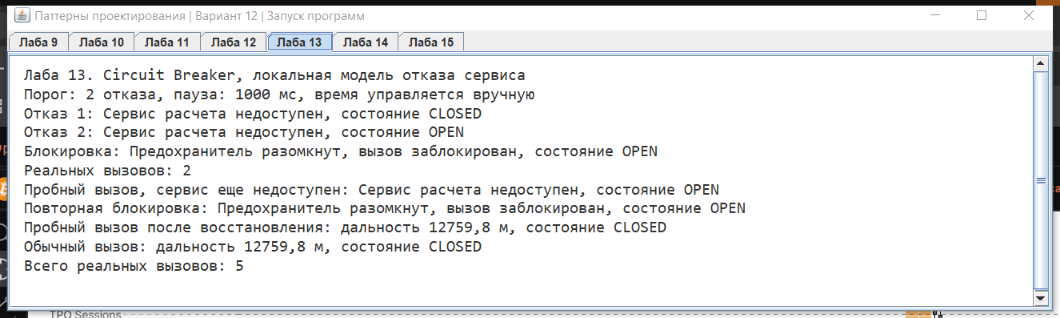 Паттерны проектирования | Вариант 12 | Запуск программ
Лаба 9 Лаба 10 Лаба 11 Лаба 12 Лаба 13 Лаба 14 Лаба 15
Лаба 13. Circuit Breaker, локальная модель отказа сервиса
Порог: 2 отказа, пауза: 1000 мс, время управляется вручную
Отказ 1: Сервис расчета недоступен, состояние CLOSED
Отказ 2: Сервис расчета недоступен, состояние OPEN
Блокировка: Предохранитель разомкнут, вызов заблокирован, состояние OPEN
Реальных вызовов: 2
Пробный вызов, сервис еще недоступен: Сервис расчета недоступен, состояние OPEN
Повторная блокировка: Предохранитель разомкнут, вызов заблокирован, состояние OPEN
Пробный вызов после восстановления: дальность 12759,8 м, состояние CLOSED
Обычный вызов: дальность 12759,8 м, состояние CLOSED
Всего реальных вызовов: 5
TPO Sessions